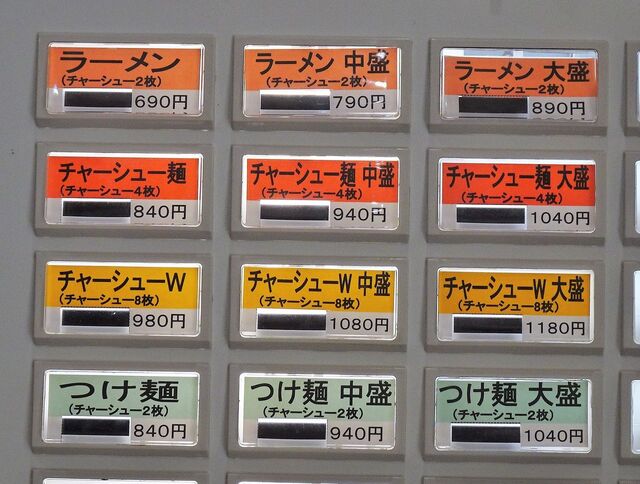 ラーメン
(チャーシュー2枚)
690円
ラーメン 中盛
(チャーシュー2枚)
790円
ラーメン 大盛
(チャーシュー2枚)
890円
チャーシュー麺
(チャーシュー4枚)
840円
チャーシュー麺 中盛
(チャーシュー4枚)
940円
チャーシュー麺 大盛
(チャーシュー4枚)
1040円
チャーシューW
(チャーシュー8枚)
980円
チャーシューW 中盛
(チャーシュー8枚)
1080円
チャーシューW 大盛
(チャーシュー8枚)
1180円
つけ麺
(チャーシュー2枚)
840円
つけ麺 中盛
(チャーシュー2枚)
940円
つけ麺 大盛
(チャーシュー2枚)
1040円